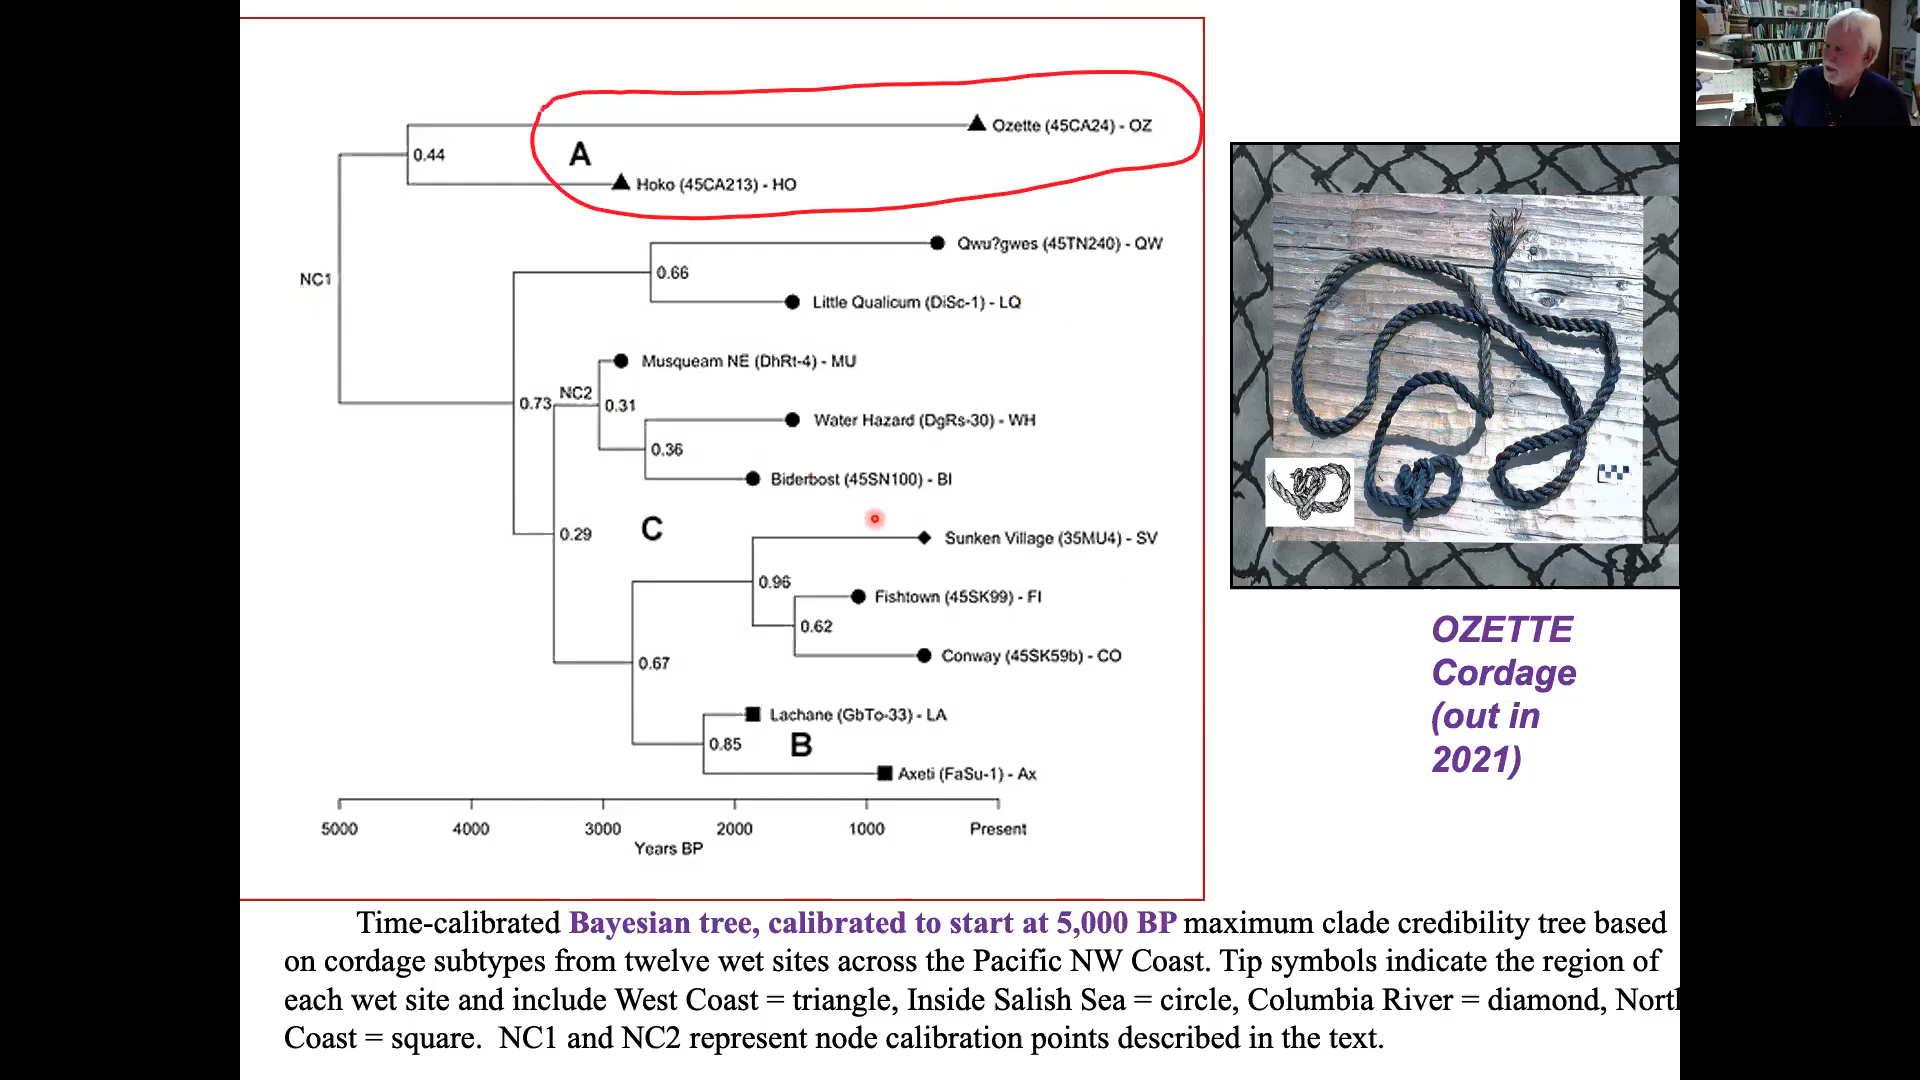 Ozette (45CA24) - OZ
0.44
A
Hoko (45CA213) - HO
Qwu?gwes (45TN240) - QW
0.66
NC1
Little Qualicum (DiSc-1) - LQ
Musqueam NE (DhRt-4) - MU
NC2
0.73
0.31
Water Hazard (DgRs-30) - WH
0.36
Biderbost (45SN100) - BI
C
0.29
Sunken Village (35MU4) - SV
0.96
Fishtown (45SK99) - FI
0.62
Conway (45SK59b) - CO
0.67
Lachane (GbTo-33) - LA
0.85
B
Axeti (FaSu-1) - Ax
5000 4000 3000 2000 1000 Present
Years BP
OZETTE
Cordage
(out in
2021)
Time-calibrated Bayesian tree, calibrated to start at 5,000 BP maximum clade credibility tree based
on cordage subtypes from twelve wet sites across the Pacific NW Coast. Tip symbols indicate the region of
each wet site and include West Coast = triangle, Inside Salish Sea = circle, Columbia River = diamond, Nort
Coast = square. NC1 and NC2 represent node calibration points described in the text.